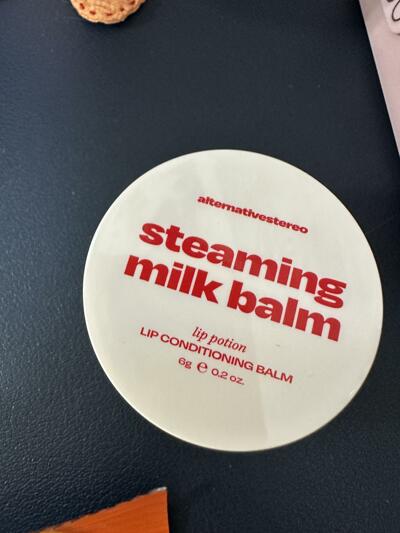 alternativestereo
steaming
milk balm
lip potion
LIP CONDITIONING BALM
6g ℮ 0.2 oz.